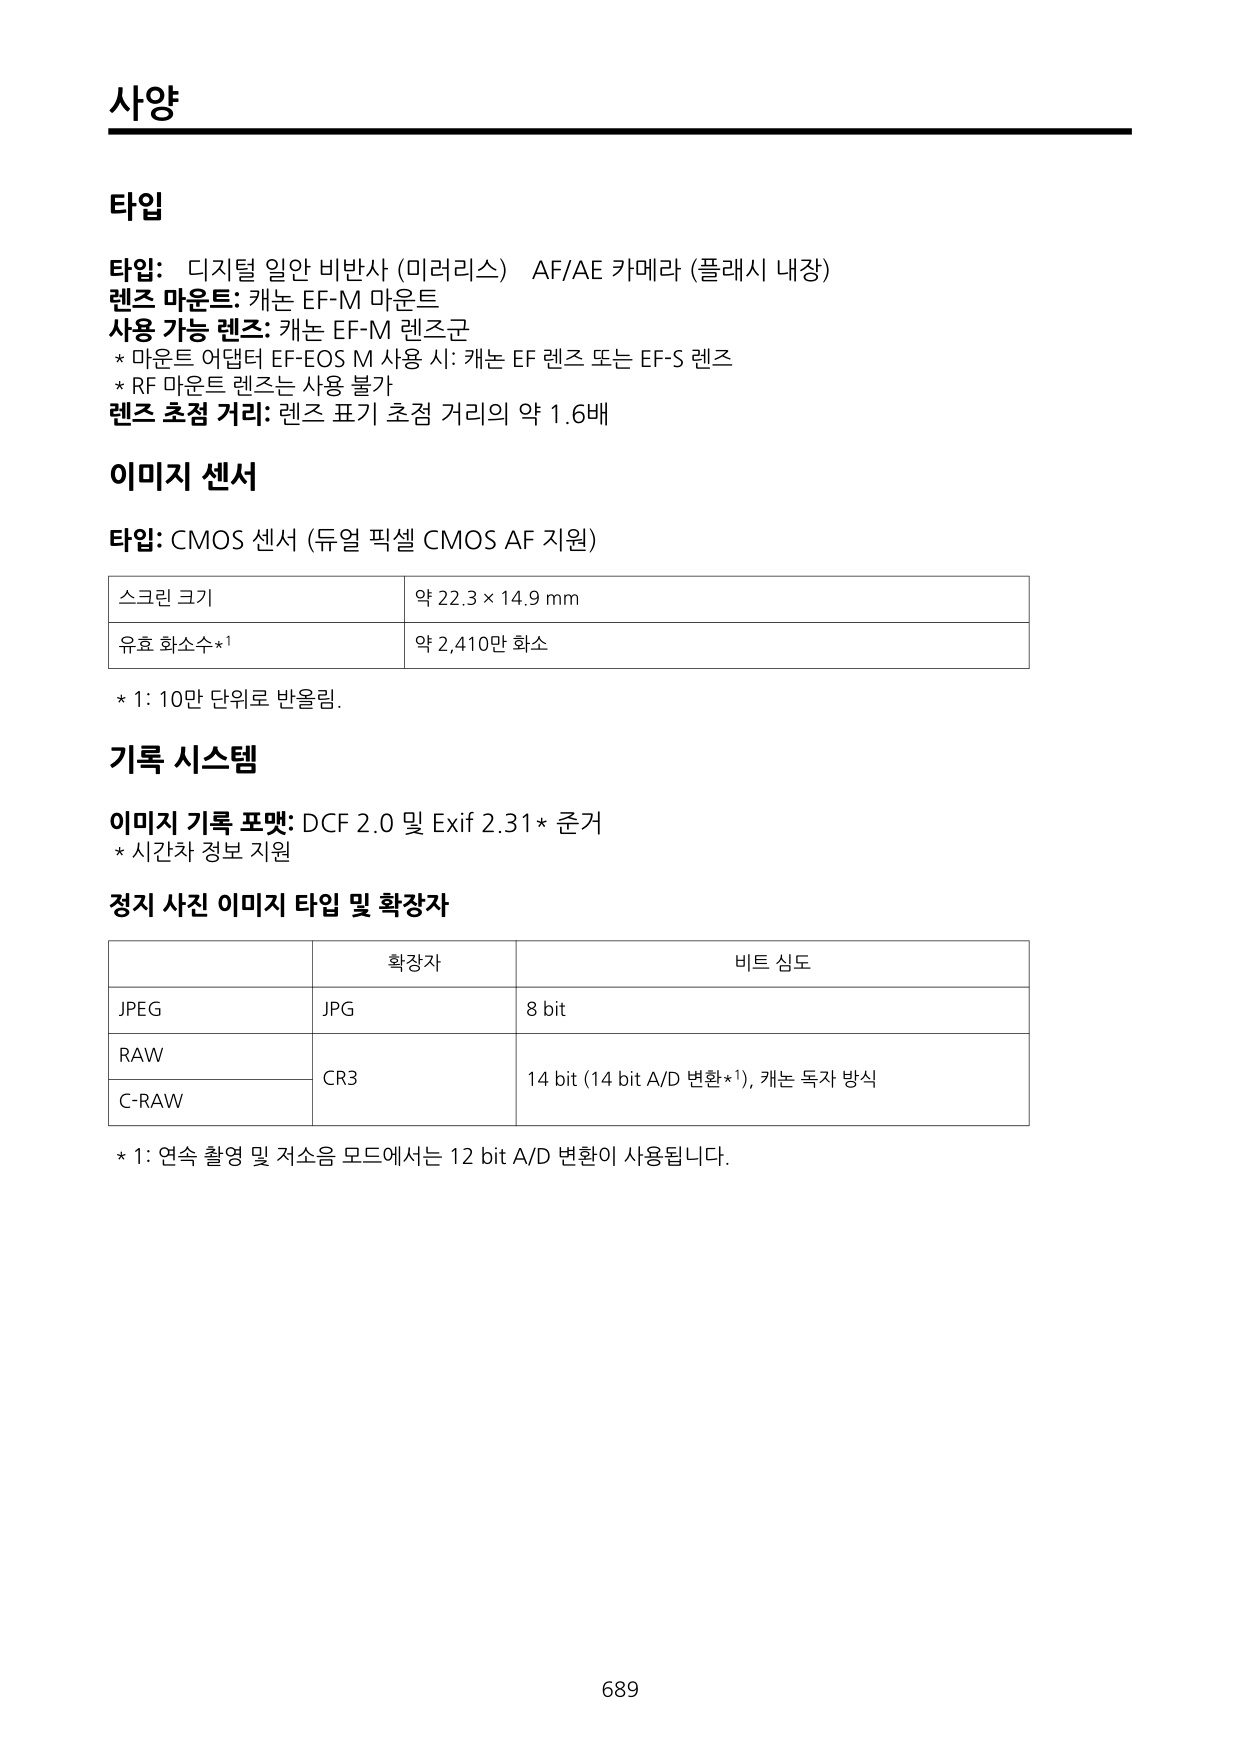 사양
타입
타입: 디지털 일안 비반사 (미러리스) AF/AE 카메라 (플래시 내장)
렌즈 마운트: 캐논 EF-M 마운트
사용 가능 렌즈: 캐논 EF-M 렌즈군
* 마운트 어댑터 EF-EOS M 사용 시: 캐논 EF 렌즈 또는 EF-S 렌즈
* RF 마운트 렌즈는 사용 불가
렌즈 초점 거리: 렌즈 표기 초점 거리의 약 1.6배
이미지 센서
타입: CMOS 센서 (듀얼 픽셀 CMOS AF 지원)
스크린 크기 약 22.3 × 14.9 mm
유효 화소수*1 약 2,410만 화소
* 1: 10만 단위로 반올림.
기록 시스템
이미지 기록 포맷: DCF 2.0 및 Exif 2.31* 준거
* 시간차 정보 지원
정지 사진 이미지 타입 및 확장자
확장자 비트 심도
JPEG JPG 8 bit
RAW
CR3 14 bit (14 bit A/D 변환*1), 캐논 독자 방식
C-RAW
* 1: 연속 촬영 및 저소음 모드에서는 12 bit A/D 변환이 사용됩니다.
689